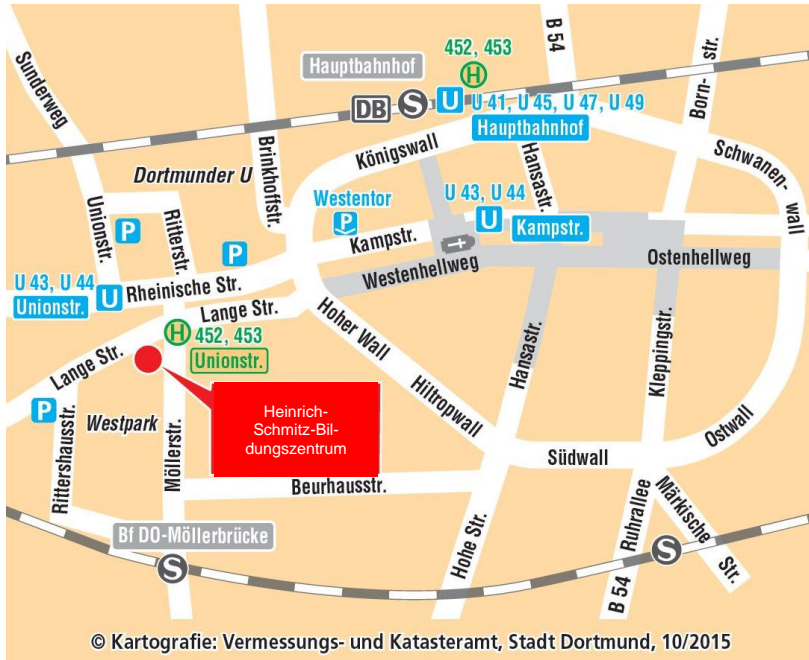 452, 453
B 54
Born-
str.
Hauptbahnhof
Sunderweg
DB
S
U
U 41, U 45, U 47, U 49
Hauptbahnhof
H
Brinkhoffstr.
Königswall
Hansastr.
Schwanen-
wall
Dortmunder U
Unionstr.
Ritterstr.
P
Westentor
P
U 43, U 44
U
Kampstr.
Kampstr.
P
Ostenhellweg
Westenhellweg
U 43, U 44
Unionstr.
U
Rheinische Str.
Lange Str.
H
452, 453
Unionstr.
Lange Str.
Hoher Wall
Hiltropwall
Hansastr.
Kleppingstr.
Ostwall
P
Rittershausstr.
Westpark
Möllerstr.
Heinrich-
Schmitz-Bil-
dungszentrum
Südwall
Beurhausstr.
Hohe Str.
Ruhrallee
B 54
Märkische
Str.
Bf DO-Möllerbrücke
S
S
© Kartografie: Vermessungs- und Katasteramt, Stadt Dortmund, 10/2015